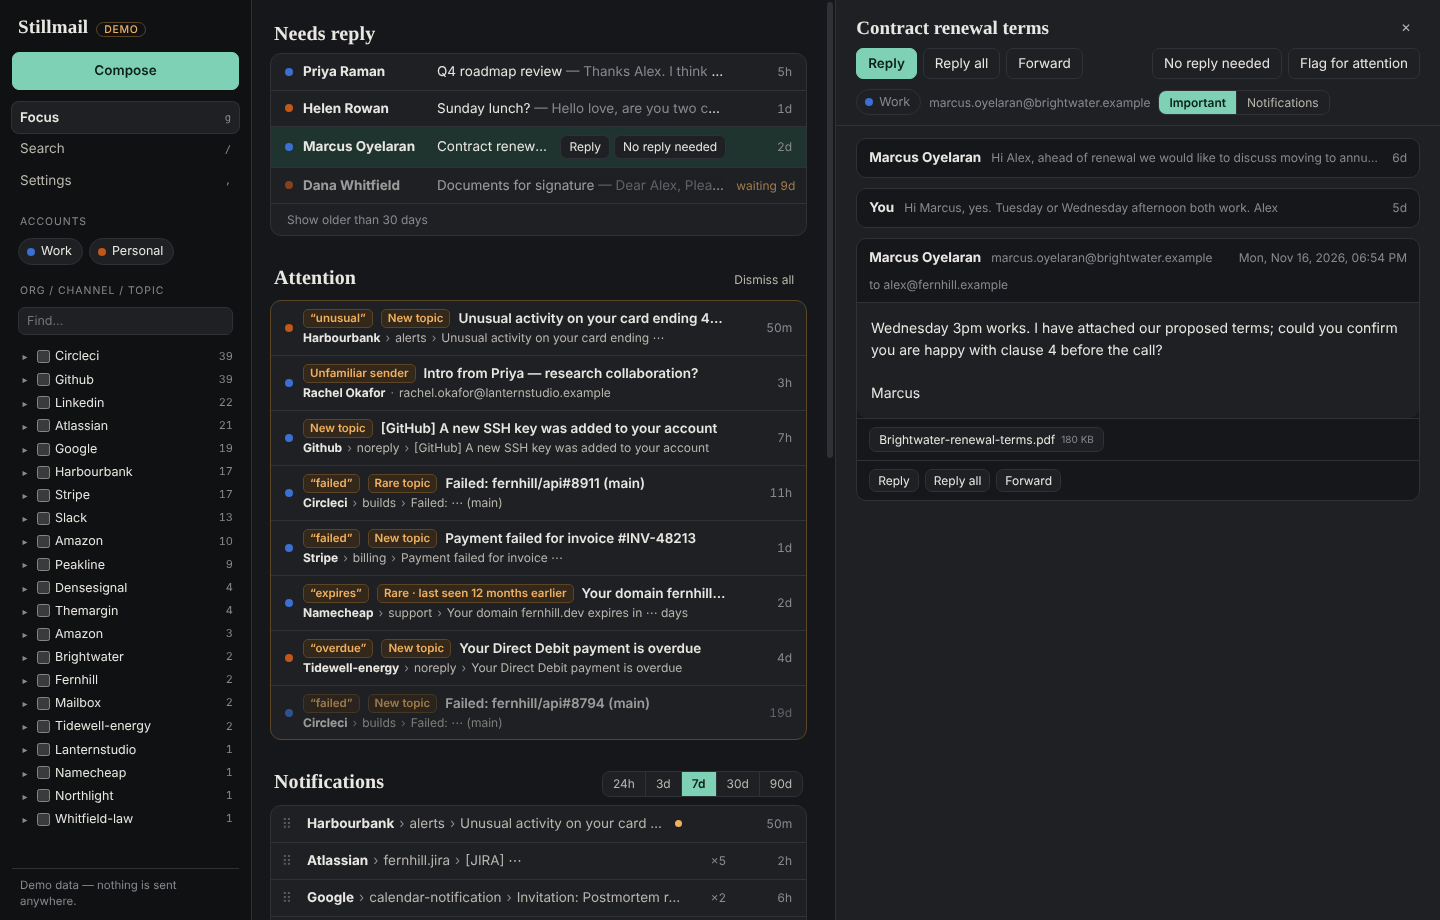 Stillmail DEMO
Compose
Focus g
Search /
Settings ,
ACCOUNTS
Work Personal
ORG / CHANNEL / TOPIC
Find...
Circleci 39
Github 39
Linkedin 22
Atlassian 21
Google 19
Harbourbank 17
Stripe 17
Slack 13
Amazon 10
Peakline 9
Densesignal 4
Themargin 4
Amazon 3
Brightwater 2
Fernhill 2
Mailbox 2
Tidewell-energy 2
Lanternstudio 1
Namecheap 1
Northlight 1
Whitfield-law 1
Demo data — nothing is sent
anywhere.
Needs reply
Priya Raman Q4 roadmap review — Thanks Alex. I think ... 5h
Helen Rowan Sunday lunch? — Hello love, are you two c... 1d
Marcus Oyelaran Contract renew... Reply No reply needed 2d
Dana Whitfield Documents for signature — Dear Alex, Plea... waiting 9d
Show older than 30 days
Attention Dismiss all
“unusual” New topic Unusual activity on your card ending 4... 50m
Harbourbank › alerts › Unusual activity on your card ending ···
Unfamiliar sender Intro from Priya — research collaboration? 3h
Rachel Okafor · rachel.okafor@lanternstudio.example
New topic [GitHub] A new SSH key was added to your account 7h
Github › noreply › [GitHub] A new SSH key was added to your account
“failed” Rare topic Failed: fernhill/api#8911 (main) 11h
Circleci › builds › Failed: ··· (main)
“failed” New topic Payment failed for invoice #INV-48213 1d
Stripe › billing › Payment failed for invoice ···
“expires” Rare · last seen 12 months earlier Your domain fernhill... 2d
Namecheap › support › Your domain fernhill.dev expires in ··· days
“overdue” New topic Your Direct Debit payment is overdue 4d
Tidewell-energy › noreply › Your Direct Debit payment is overdue
“failed” New topic Failed: fernhill/api#8794 (main) 19d
Circleci › builds › Failed: ··· (main)
Notifications 24h 3d 7d 30d 90d
Harbourbank › alerts › Unusual activity on your card ... 50m
Atlassian › fernhill.jira › [JIRA] ··· ×5 2h
Google › calendar-notification › Invitation: Postmortem r... ×2 6h
Contract renewal terms ×
Reply Reply all Forward No reply needed Flag for attention
Work marcus.oyelaran@brightwater.example Important Notifications
Marcus Oyelaran Hi Alex, ahead of renewal we would like to discuss moving to annu... 6d
You Hi Marcus, yes. Tuesday or Wednesday afternoon both work. Alex 5d
Marcus Oyelaran marcus.oyelaran@brightwater.example Mon, Nov 16, 2026, 06:54 PM
to alex@fernhill.example
Wednesday 3pm works. I have attached our proposed terms; could you confirm
you are happy with clause 4 before the call?
Marcus
Brightwater-renewal-terms.pdf 180 KB
Reply Reply all Forward